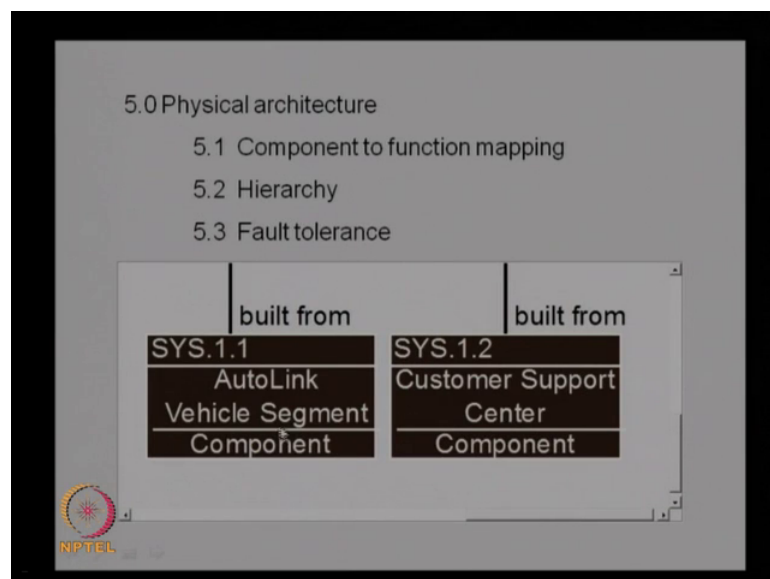 5.0 Physical architecture
5.1 Component to function mapping
5.2 Hierarchy
5.3 Fault tolerance
built from
built from
SYS.1.1
AutoLink
Vehicle Segment
Component
SYS.1.2
Customer Support
Center
Component
NPTEL